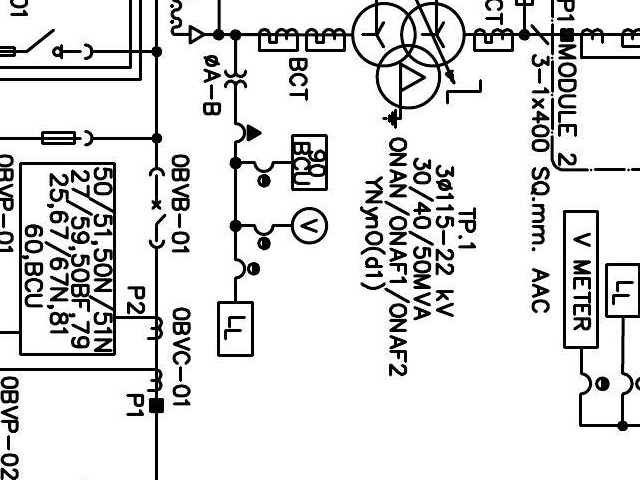 01
P1
MODULE 2
CT
3-1x400 SQ.mm. AAC
V METER
LL
TP.1
3Ø115-22 kV
30/40/50MVA
ONAN/ONAF1/ONAF2
YNyn0(d1)
BCT
ØA-B
90
BCU
V
LL
0BVB-01
0BVC-01
P2
P1
50/51,50N/51N
27/59,50BF,79
25,67/67N,81
60,BCU
0BVP-01
0BVP-02